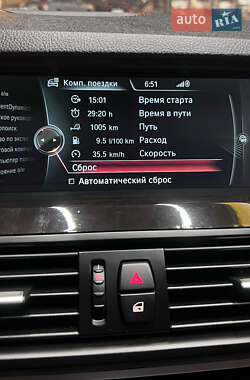 auto RIA.com
Комп. поездки 6:51
15:01 Время старта
29:20 h Время в пути
1005 km Путь
9.5 l/100 km Расход
35.5 km/h Скорость
Сброс
Автоматический сброс